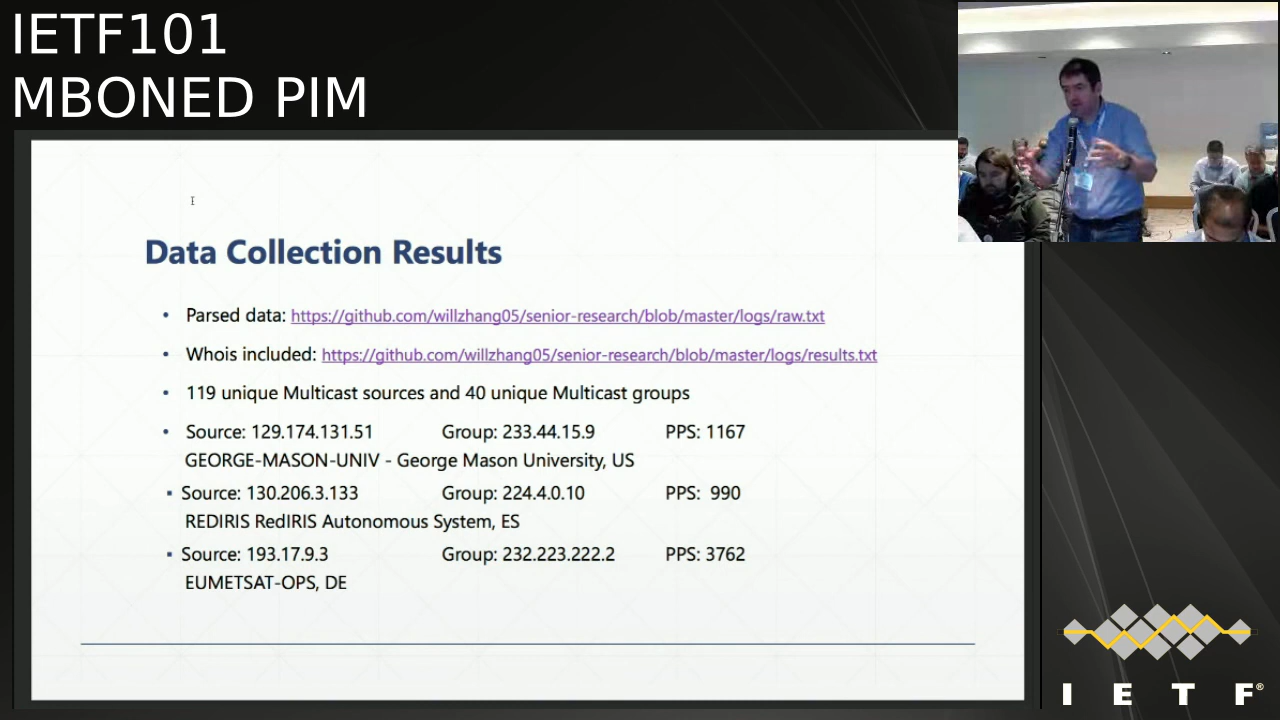 IETF101
MBONED PIM
Data Collection Results
• Parsed data: https://github.com/willzhang05/senior-research/blob/master/logs/raw.txt
• Whois included: https://github.com/willzhang05/senior-research/blob/master/logs/results.txt
• 119 unique Multicast sources and 40 unique Multicast groups
• Source: 129.174.131.51 Group: 233.44.15.9 PPS: 1167
GEORGE-MASON-UNIV - George Mason University, US
▪ Source: 130.206.3.133 Group: 224.4.0.10 PPS: 990
REDIRIS RedIRIS Autonomous System, ES
▪ Source: 193.17.9.3 Group: 232.223.222.2 PPS: 3762
EUMETSAT-OPS, DE
I E T F®